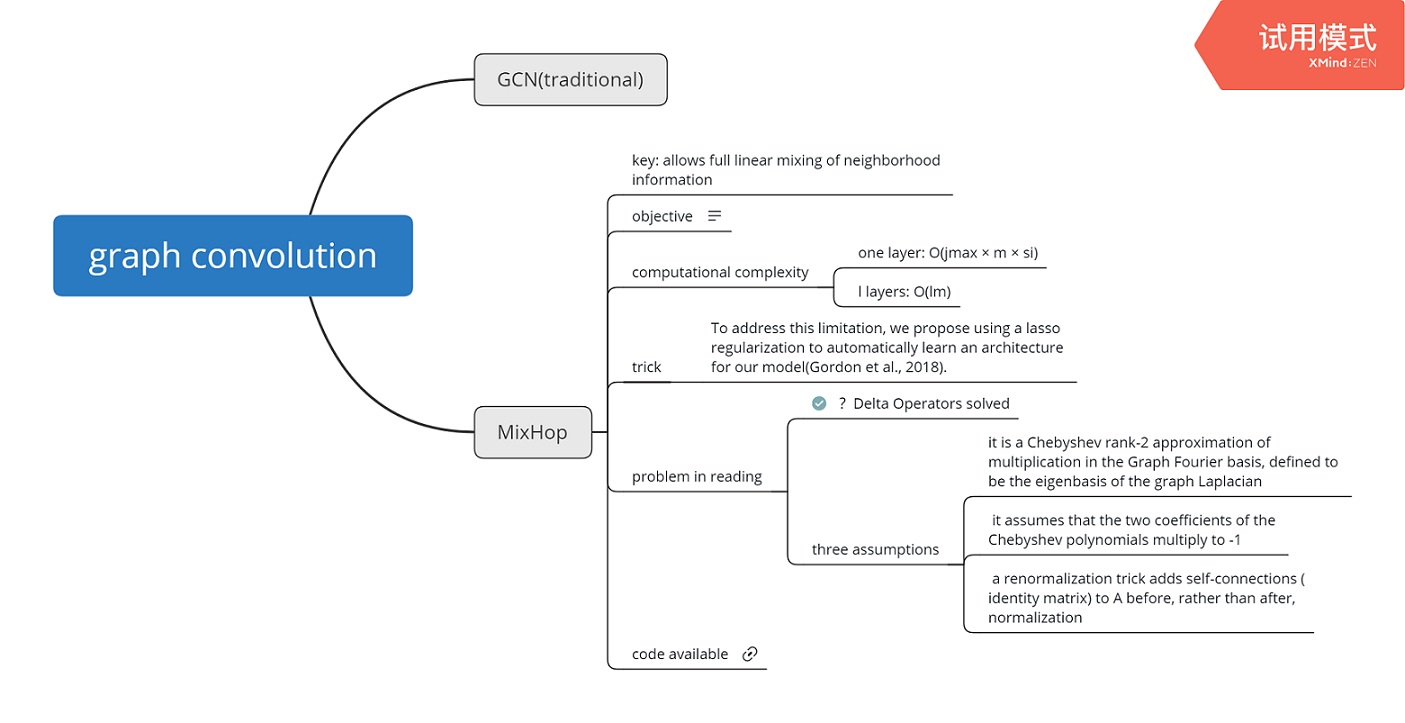 试用模式
XMind:ZEN
GCN(traditional)
graph convolution
MixHop
key: allows full linear mixing of neighborhood
information
objective
computational complexity
one layer: O(jmax × m × si)
l layers: O(lm)
trick
To address this limitation, we propose using a lasso
regularization to automatically learn an architecture
for our model(Gordon et al., 2018).
problem in reading
? Delta Operators solved
three assumptions
it is a Chebyshev rank-2 approximation of
multiplication in the Graph Fourier basis, defined to
be the eigenbasis of the graph Laplacian
it assumes that the two coefficients of the
Chebyshev polynomials multiply to -1
a renormalization trick adds self-connections (
identity matrix) to A before, rather than after,
normalization
code available